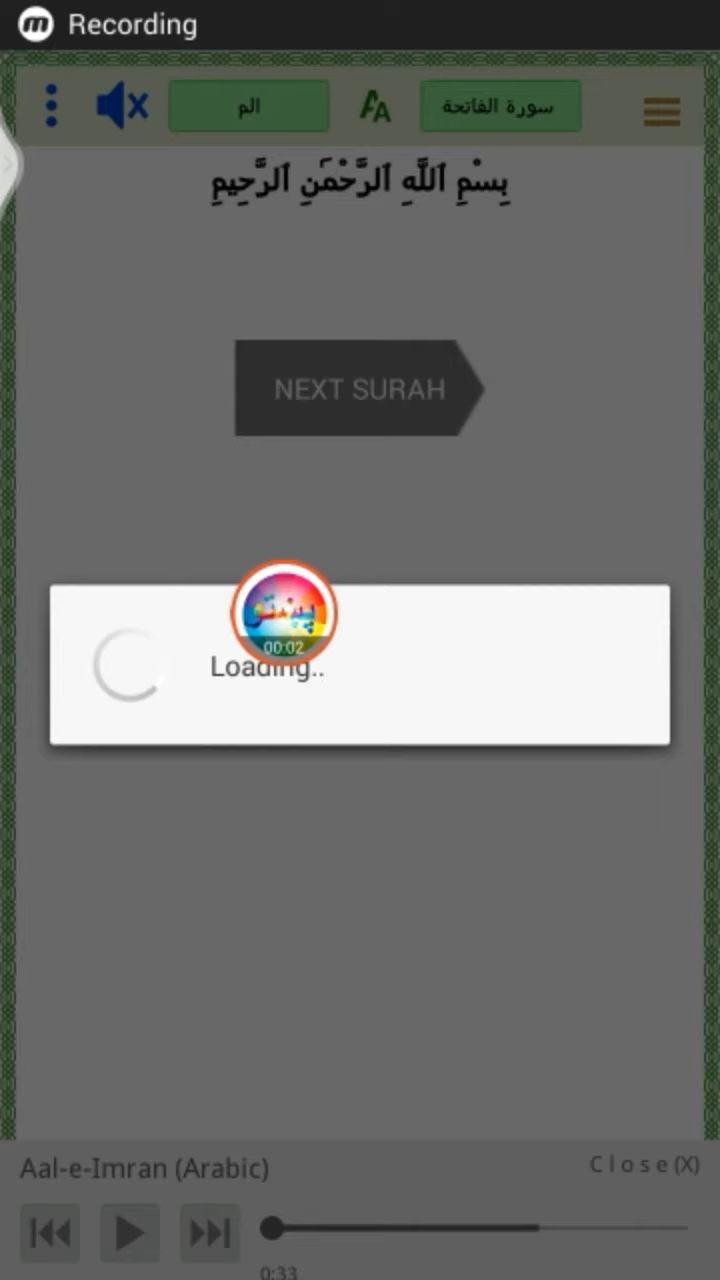 Recording
الم
سورة الفاتحة
بِسْمِ ٱللَّهِ ٱلرَّحْمَٰنِ ٱلرَّحِيمِ
NEXT SURAH
پښتو
00:02
Loading..
Aal-e-Imran (Arabic)
Close(X)
0:33